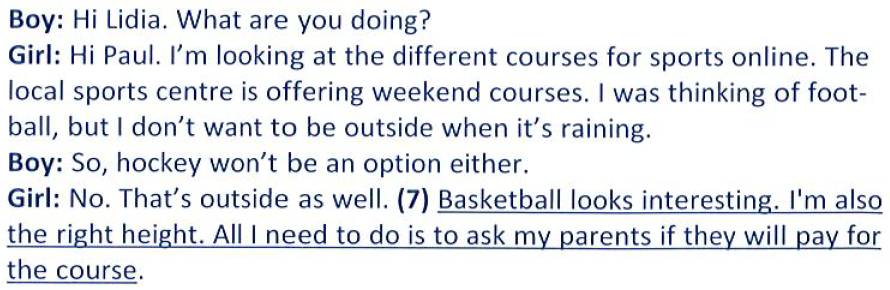 Boy: Hi Lidia. What are you doing?
Girl: Hi Paul. I'm looking at the different courses for sports online. The
local sports centre is offering weekend courses. I was thinking of foot-
ball, but I don't want to be outside when it's raining.
Boy: So, hockey won't be an option either.
Girl: No. That's outside as well. (7) Basketball looks interesting. I'm also
the right height. All I need to do is to ask my parents if they will pay for
the course.